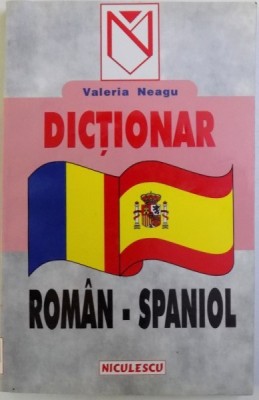 Valeria Neagu
DICȚIONAR
ROMÂN - SPANIOL
NICULESCU